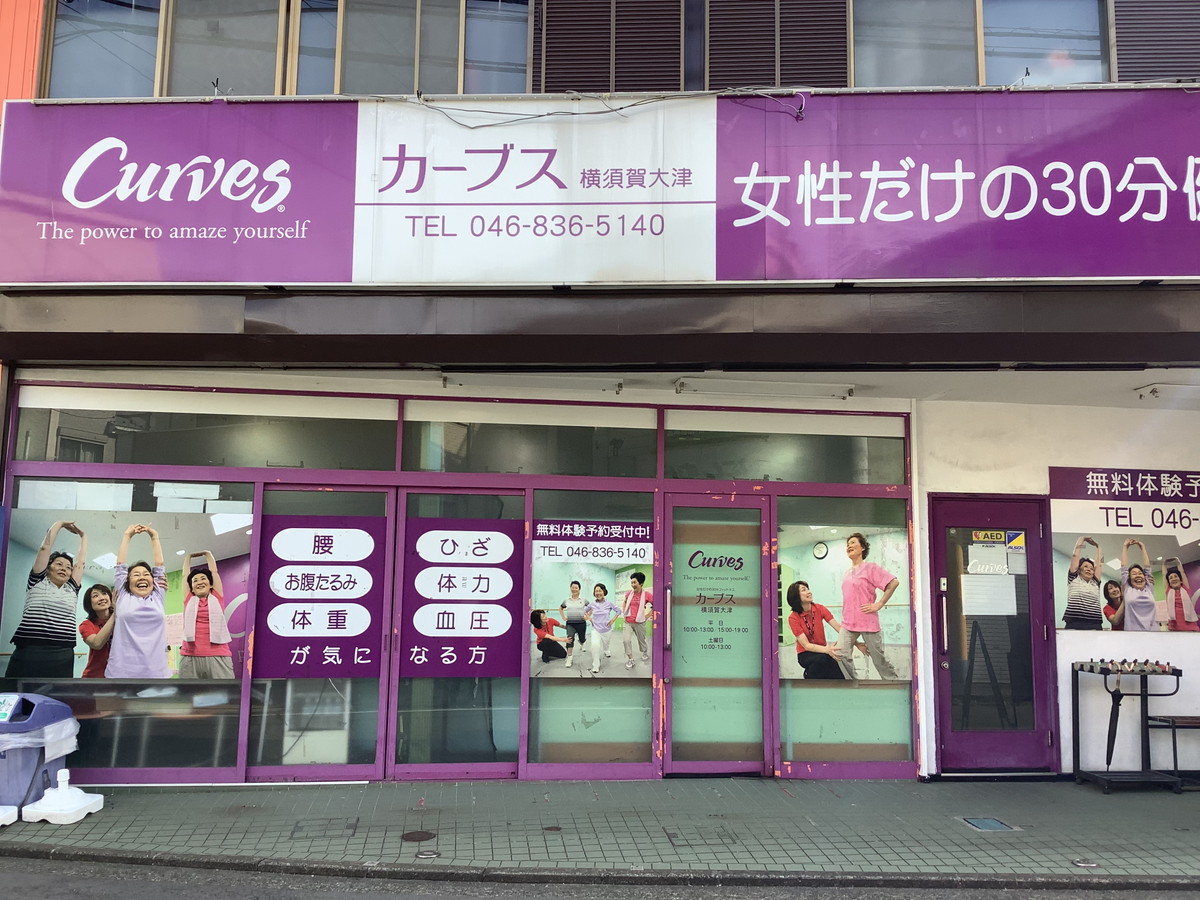 Curves®
The power to amaze yourself
カーブス 横須賀大津
TEL 046-836-5140
女性だけの30分
腰
お腹たるみ
体 重
が気に
ひざ
体 力
血 圧
なる方
無料体験予約受付中!
TEL 046-836-5140
Curves
The power to amaze yourself
カーブス
横須賀大津
平 日
10:00-13:00 15:00-19:00
土曜日
10:00-13:00
AED
ALSOK
Curves
無料体験予
TEL 046-